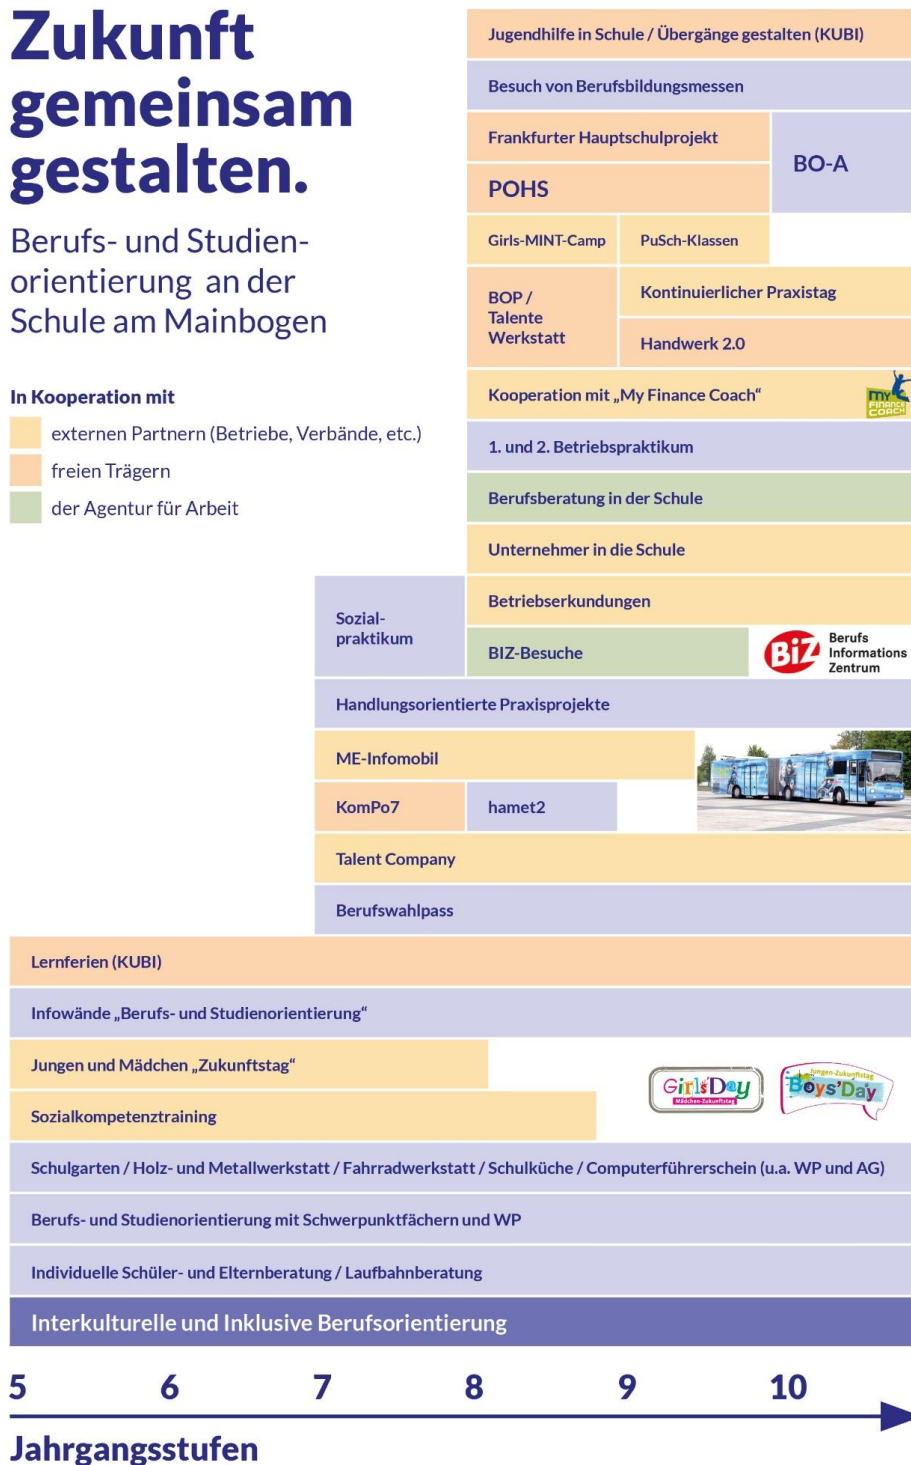 Zukunft
gemeinsam
gestalten.
Berufs- und Studien-
orientierung an der
Schule am Mainbogen
In Kooperation mit
externen Partnern (Betriebe, Verbände, etc.)
freien Trägern
der Agentur für Arbeit
Jugendhilfe in Schule / Übergänge gestalten (KUBI)
Besuch von Berufsbildungsmessen
Frankfurter Hauptschulprojekt
BO-A
POHS
Girls-MINT-Camp
PuSch-Klassen
BOP /
Talente
Werkstatt
Kontinuierlicher Praxistag
Handwerk 2.0
Kooperation mit „My Finance Coach“
MY
FINANCE
COACH
1. und 2. Betriebspraktikum
Berufsberatung in der Schule
Unternehmer in die Schule
Sozial-
praktikum
Betriebserkundungen
BIZ-Besuche
BiZ
Berufs
Informations
Zentrum
Handlungsorientierte Praxisprojekte
ME-Infomobil
KomPo7
hamet2
Talent Company
Berufswahlpass
Lernferien (KUBI)
Infowände „Berufs- und Studienorientierung“
Jungen und Mädchen „Zukunftstag“
Girls'Day
Mädchen-Zukunftstag
Jungen-Zukunftstag
Boys'Day
Sozialkompetenztraining
Schulgarten / Holz- und Metallwerkstatt / Fahrradwerkstatt / Schulküche / Computerführerschein (u.a. WP und AG)
Berufs- und Studienorientierung mit Schwerpunktfächern und WP
Individuelle Schüler- und Elternberatung / Laufbahnberatung
Interkulturelle und Inklusive Berufsorientierung
5 6 7 8 9 10
Jahrgangsstufen